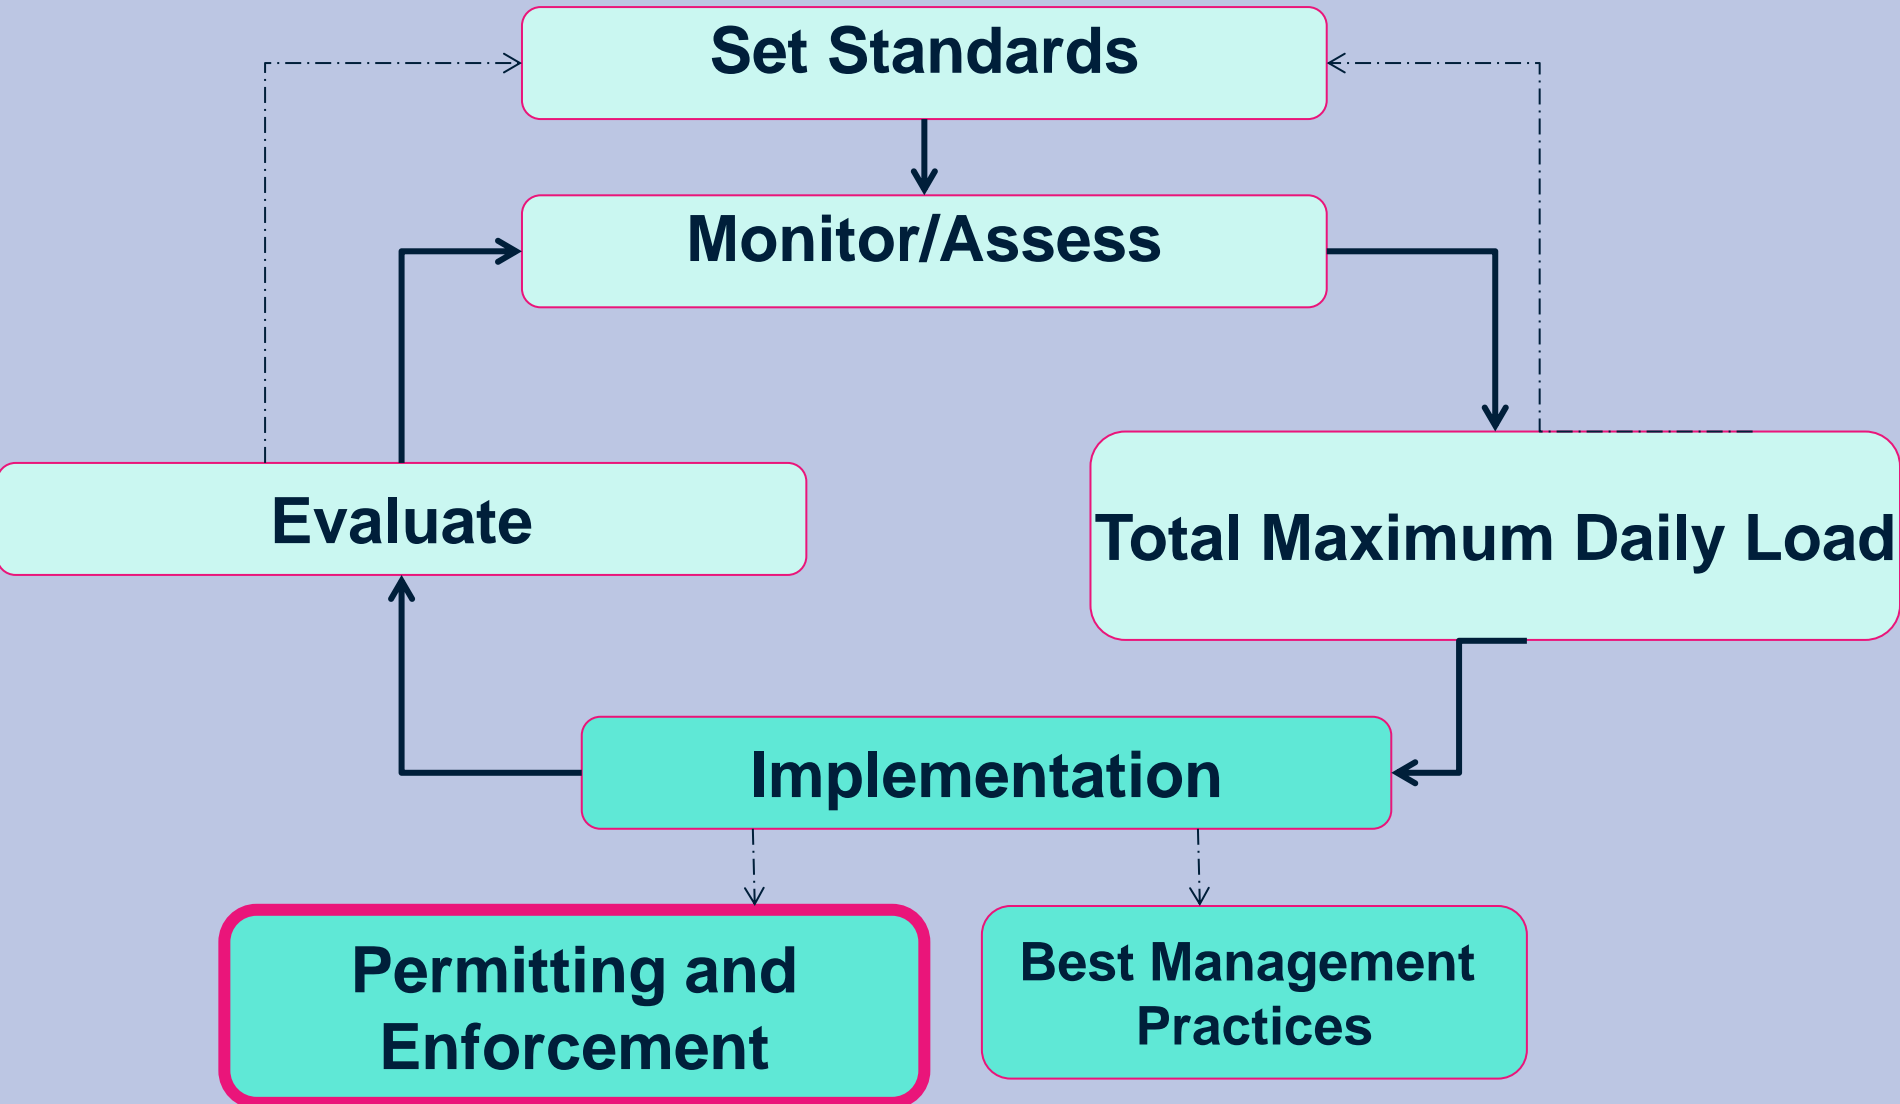 Set Standards
Monitor/Assess
Evaluate
Total Maximum Daily Load
Implementation
Permitting and
Enforcement
Best Management
Practices